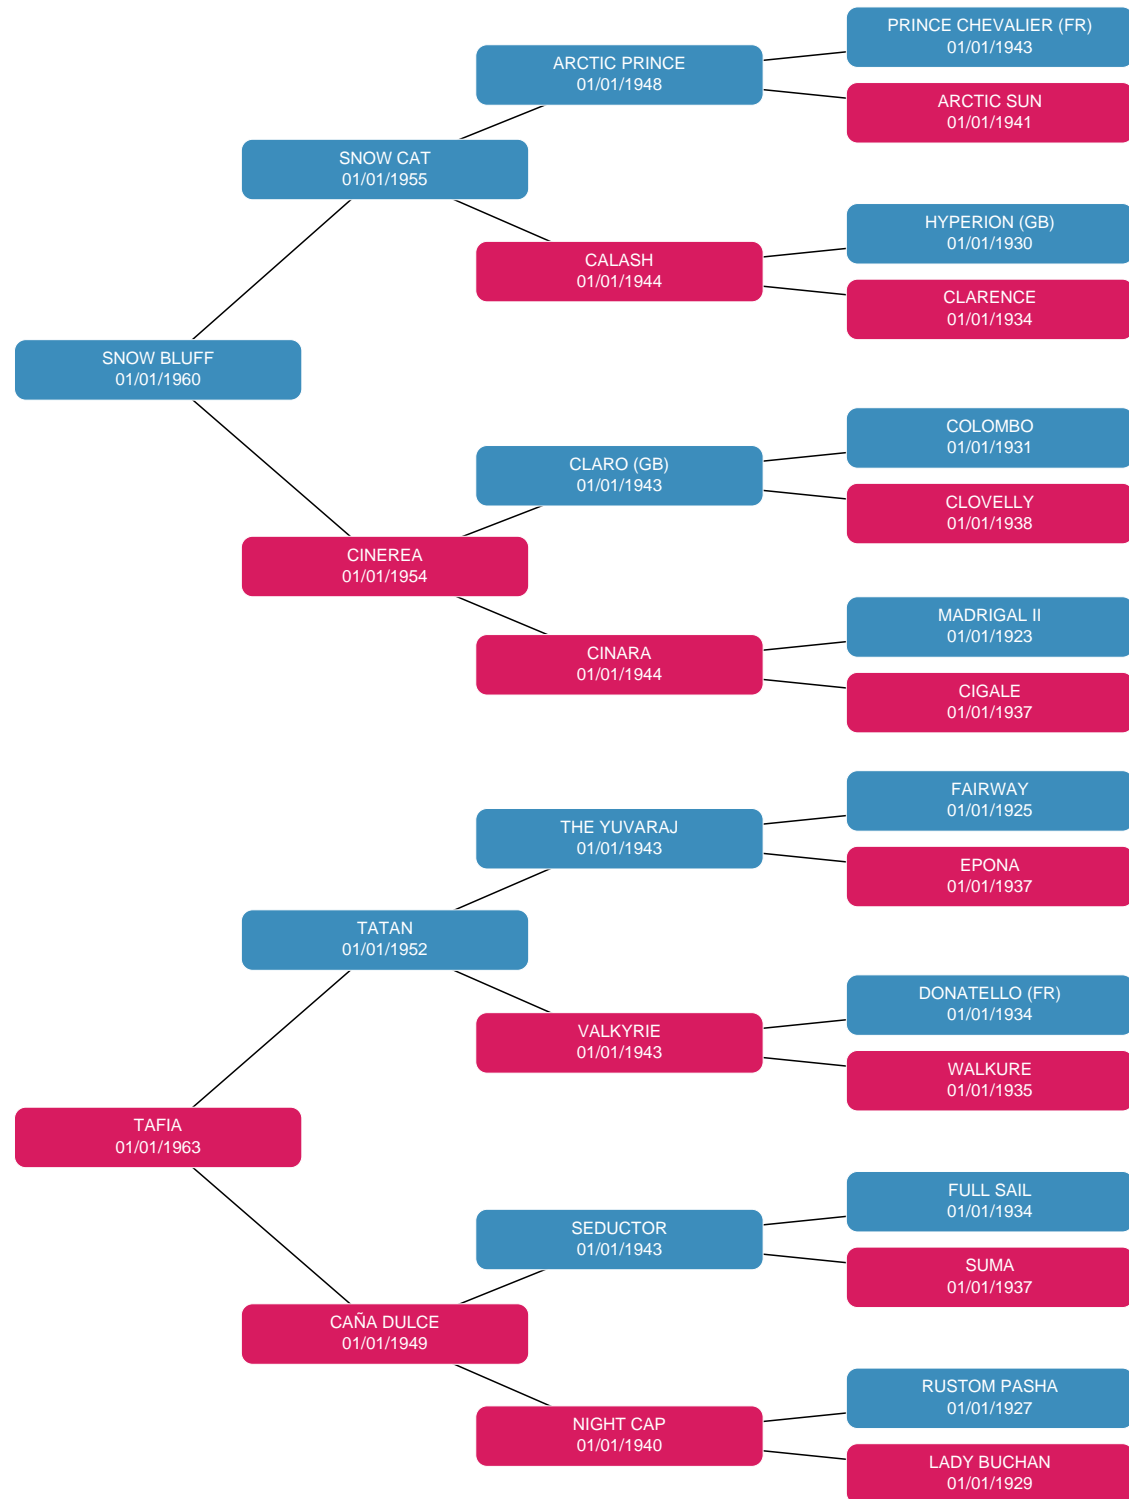 PRINCE CHEVALIER (FR)
01/01/1943
ARCTIC PRINCE
01/01/1948
ARCTIC SUN
01/01/1941
SNOW CAT
01/01/1955
HYPERION (GB)
01/01/1930
CALASH
01/01/1944
CLARENCE
01/01/1934
SNOW BLUFF
01/01/1960
COLOMBO
01/01/1931
CLARO (GB)
01/01/1943
CLOVELLY
01/01/1938
CINEREA
01/01/1954
MADRIGAL II
01/01/1923
CINARA
01/01/1944
CIGALE
01/01/1937
FAIRWAY
01/01/1925
THE YUVARAJ
01/01/1943
EPONA
01/01/1937
TATAN
01/01/1952
DONATELLO (FR)
01/01/1934
VALKYRIE
01/01/1943
WALKURE
01/01/1935
TAFIA
01/01/1963
FULL SAIL
01/01/1934
SEDUCTOR
01/01/1943
SUMA
01/01/1937
CAÑA DULCE
01/01/1949
RUSTOM PASHA
01/01/1927
NIGHT CAP
01/01/1940
LADY BUCHAN
01/01/1929